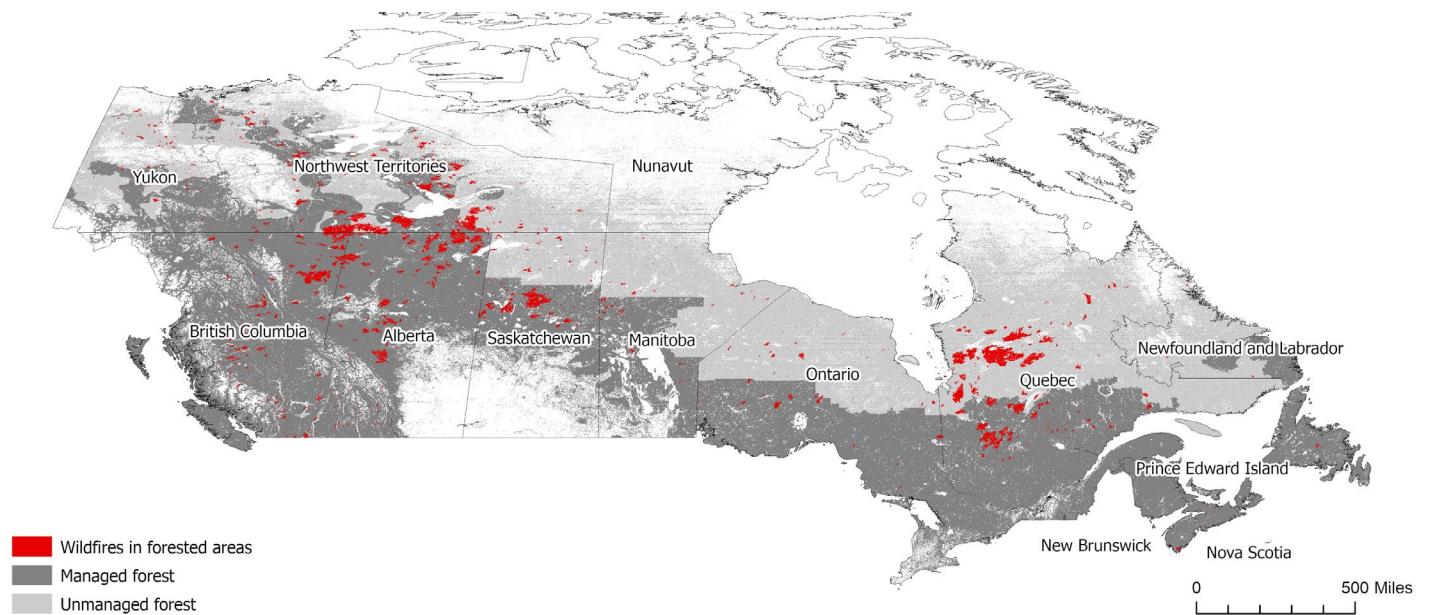 Nunavut
Northwest Territories
Yukon
British Columbia
Alberta
Saskatchewan
Manitoba
Ontario
Quebec
Newfoundland and Labrador
Prince Edward Island
New Brunswick
Nova Scotia
Wildfires in forested areas
Managed forest
Unmanaged forest
0 500 Miles